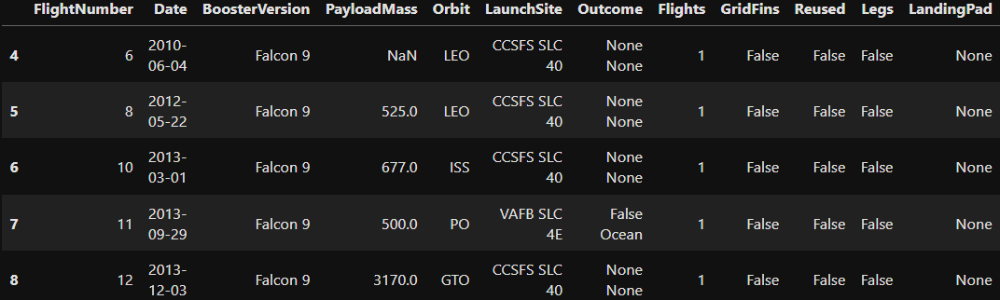 FlightNumber Date BoosterVersion PayloadMass Orbit LaunchSite Outcome Flights GridFins Reused Legs LandingPad
4 6 2010-06-04 Falcon 9 NaN LEO CCSFS SLC 40 None None 1 False False False None
5 8 2012-05-22 Falcon 9 525.0 LEO CCSFS SLC 40 None None 1 False False False None
6 10 2013-03-01 Falcon 9 677.0 ISS CCSFS SLC 40 None None 1 False False False None
7 11 2013-09-29 Falcon 9 500.0 PO VAFB SLC 4E False Ocean 1 False False False None
8 12 2013-12-03 Falcon 9 3170.0 GTO CCSFS SLC 40 None None 1 False False False None